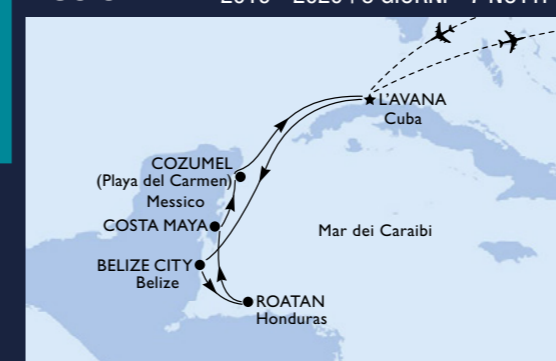 L'AVANA
Cuba
COZUMEL
(Playa del Carmen)
Messico
COSTA MAYA
Mar dei Caraibi
BELIZE CITY
Belize
ROATAN
Honduras